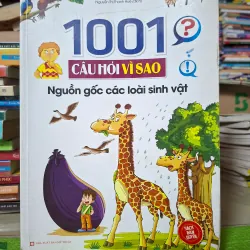 1001
?
!
CÂU HỎI VÌ SAO
Nguồn gốc các loài sinh vật